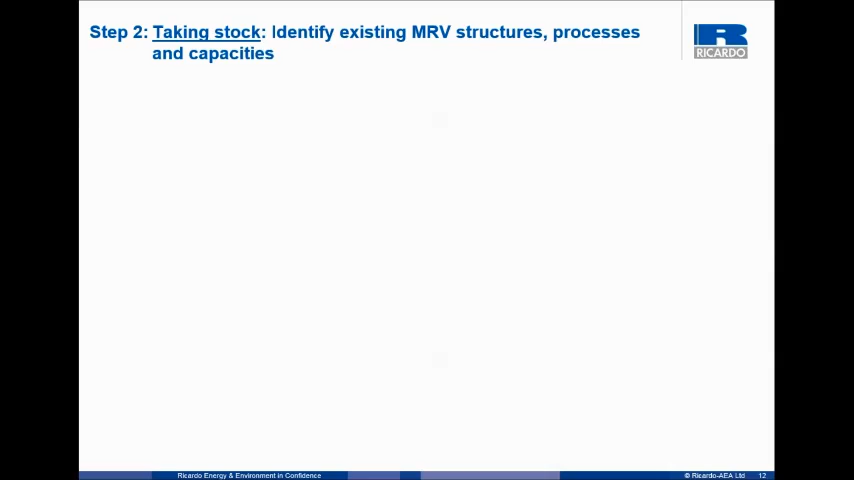 Step 2: Taking stock: Identify existing MRV structures, processes
and capacities
RICARDO
Ricardo Energy & Environment in Confidence
© Ricardo-AEA Ltd
12